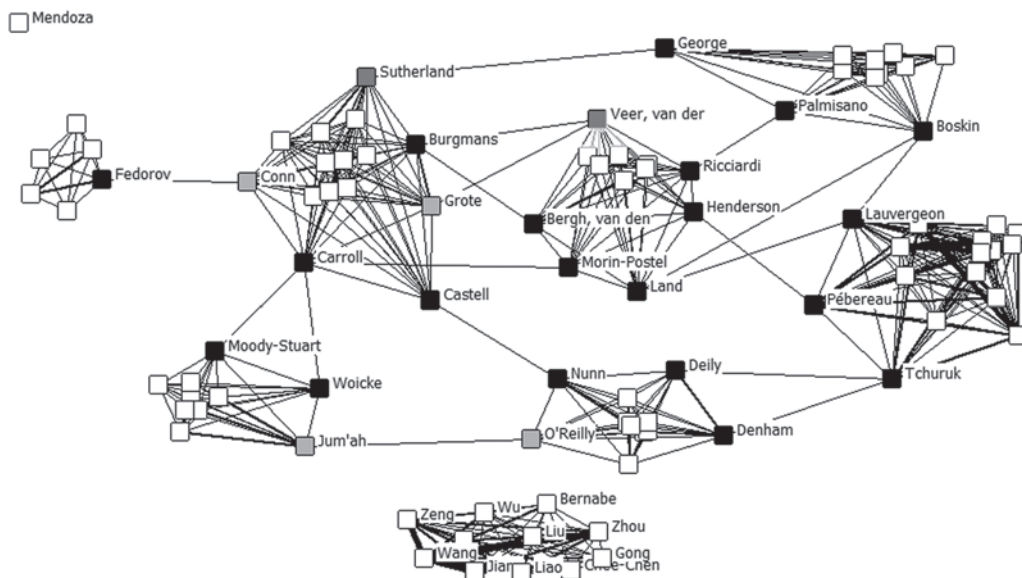 Mendoza
George
Sutherland
Palmisano
Veer, van der
Boskin
Burgmans
Ricciardi
Fedorov
Conn
Grote
Henderson
Bergh, van den
Lauvergeon
Carroll
Morin-Postel
Land
Castell
Pébereau
Moody-Stuart
Woicke
Nunn
Deily
Tchuruk
Jum'ah
O'Reilly
Denham
Bernabe
Zeng
Wu
Zhou
Liu
Wang
Gong
Liao